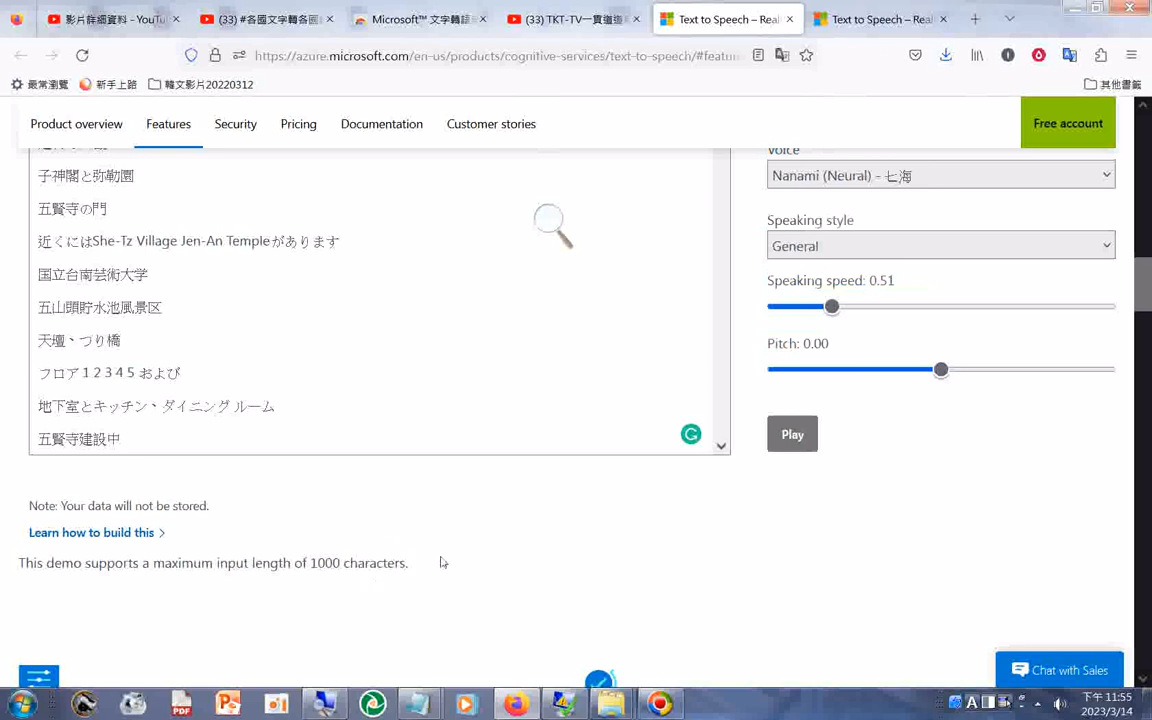 影片詳細資料 - YouTu
(33) #各國文字轉各國
Microsoft™ 文字轉語
(33) TKT-TV一貫道道
Text to Speech – Real
Text to Speech – Real
https://azure.microsoft.com/en-us/products/cognitive-services/text-to-speech/#featur
最常瀏覽
新手上路
韓文影片20220312
其他書籤
Product overview
Features
Security
Pricing
Documentation
Customer stories
Free account
Voice
子神閣と弥勒園
Nanami (Neural) - 七海
五賢寺の門
Speaking style
近くにはShe-Tz Village Jen-An Templeがあります
General
国立台南芸術大学
Speaking speed: 0.51
五山頭貯水池風景区
天壇、つり橋
Pitch: 0.00
フロア 1 2 3 4 5 および
地下室とキッチン、ダイニング ルーム
五賢寺建設中
Play
Note: Your data will not be stored.
Learn how to build this
This demo supports a maximum input length of 1000 characters.
Chat with Sales
PDF
A
下午 11:55
2023/3/14